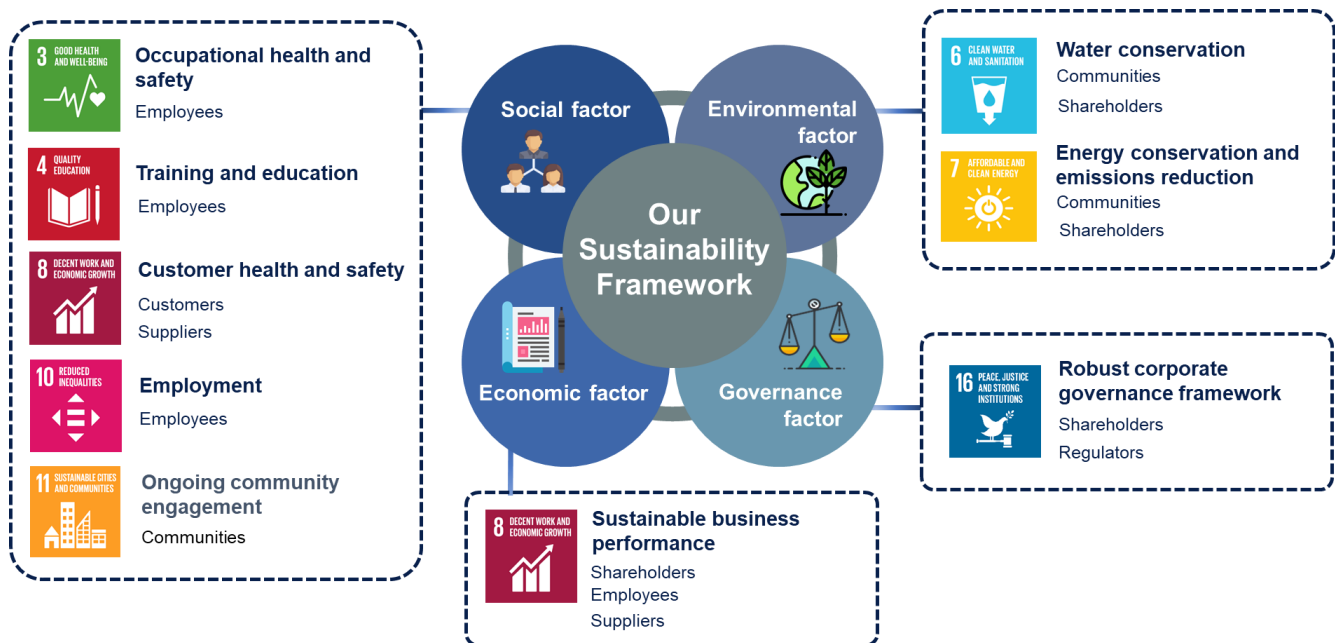 3 GOOD HEALTH
AND WELL-BEING
Occupational health and
safety
Employees
4 QUALITY
EDUCATION
Training and education
Employees
8 DECENT WORK AND
ECONOMIC GROWTH
Customer health and safety
Customers
Suppliers
10 REDUCED
INEQUALITIES
Employment
Employees
11 SUSTAINABLE CITIES
AND COMMUNITIES
Ongoing community
engagement
Communities
Social factor
Environmental
factor
Our
Sustainability
Framework
Economic factor
Governance
factor
8 DECENT WORK AND
ECONOMIC GROWTH
Sustainable business
performance
Shareholders
Employees
Suppliers
6 CLEAN WATER
AND SANITATION
Water conservation
Communities
Shareholders
7 AFFORDABLE AND
CLEAN ENERGY
Energy conservation and
emissions reduction
Communities
Shareholders
16 PEACE, JUSTICE
AND STRONG
INSTITUTIONS
Robust corporate
governance framework
Shareholders
Regulators